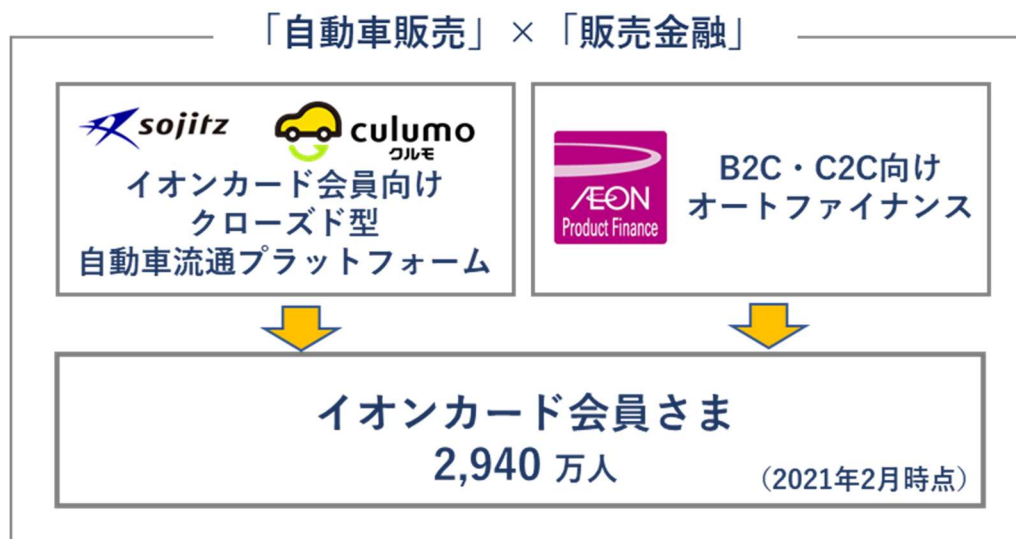 「自動車販売」×「販売金融」
sojitz
culumo
クルモ
イオンカード会員向け
クローズド型
自動車流通プラットフォーム
ÆON
Product Finance
B2C・C2C向け
オートファイナンス
イオンカード会員さま
2,940 万人
（2021年2月時点）